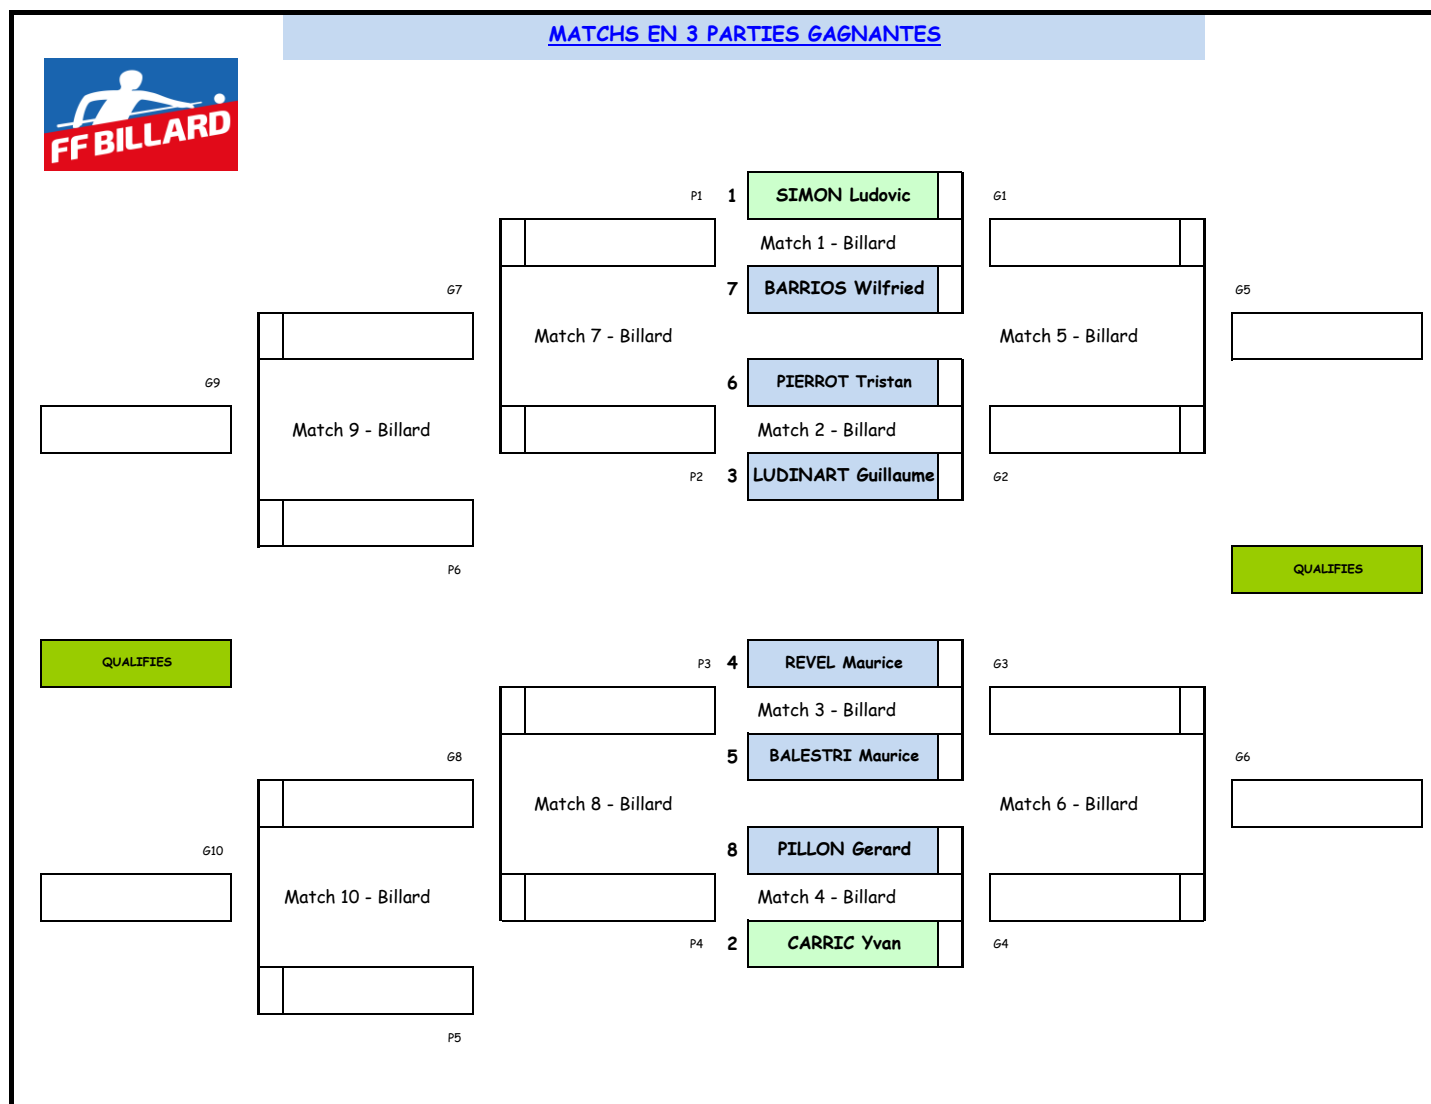 MATCHS EN 3 PARTIES GAGNANTES
FF BILLARD
P1 1 SIMON Ludovic G1
Match 1 - Billard
G7 7 BARRIOS Wilfried G5
Match 7 - Billard Match 5 - Billard
G9 6 PIERROT Tristan
Match 9 - Billard Match 2 - Billard
P2 3 LUDINART Guillaume G2
P6 QUALIFIES
QUALIFIES P3 4 REVEL Maurice G3
Match 3 - Billard
G8 5 BALESTRI Maurice G6
Match 8 - Billard Match 6 - Billard
G10 8 PILLON Gerard
Match 10 - Billard Match 4 - Billard
P4 2 CARRIC Yvan G4
P5